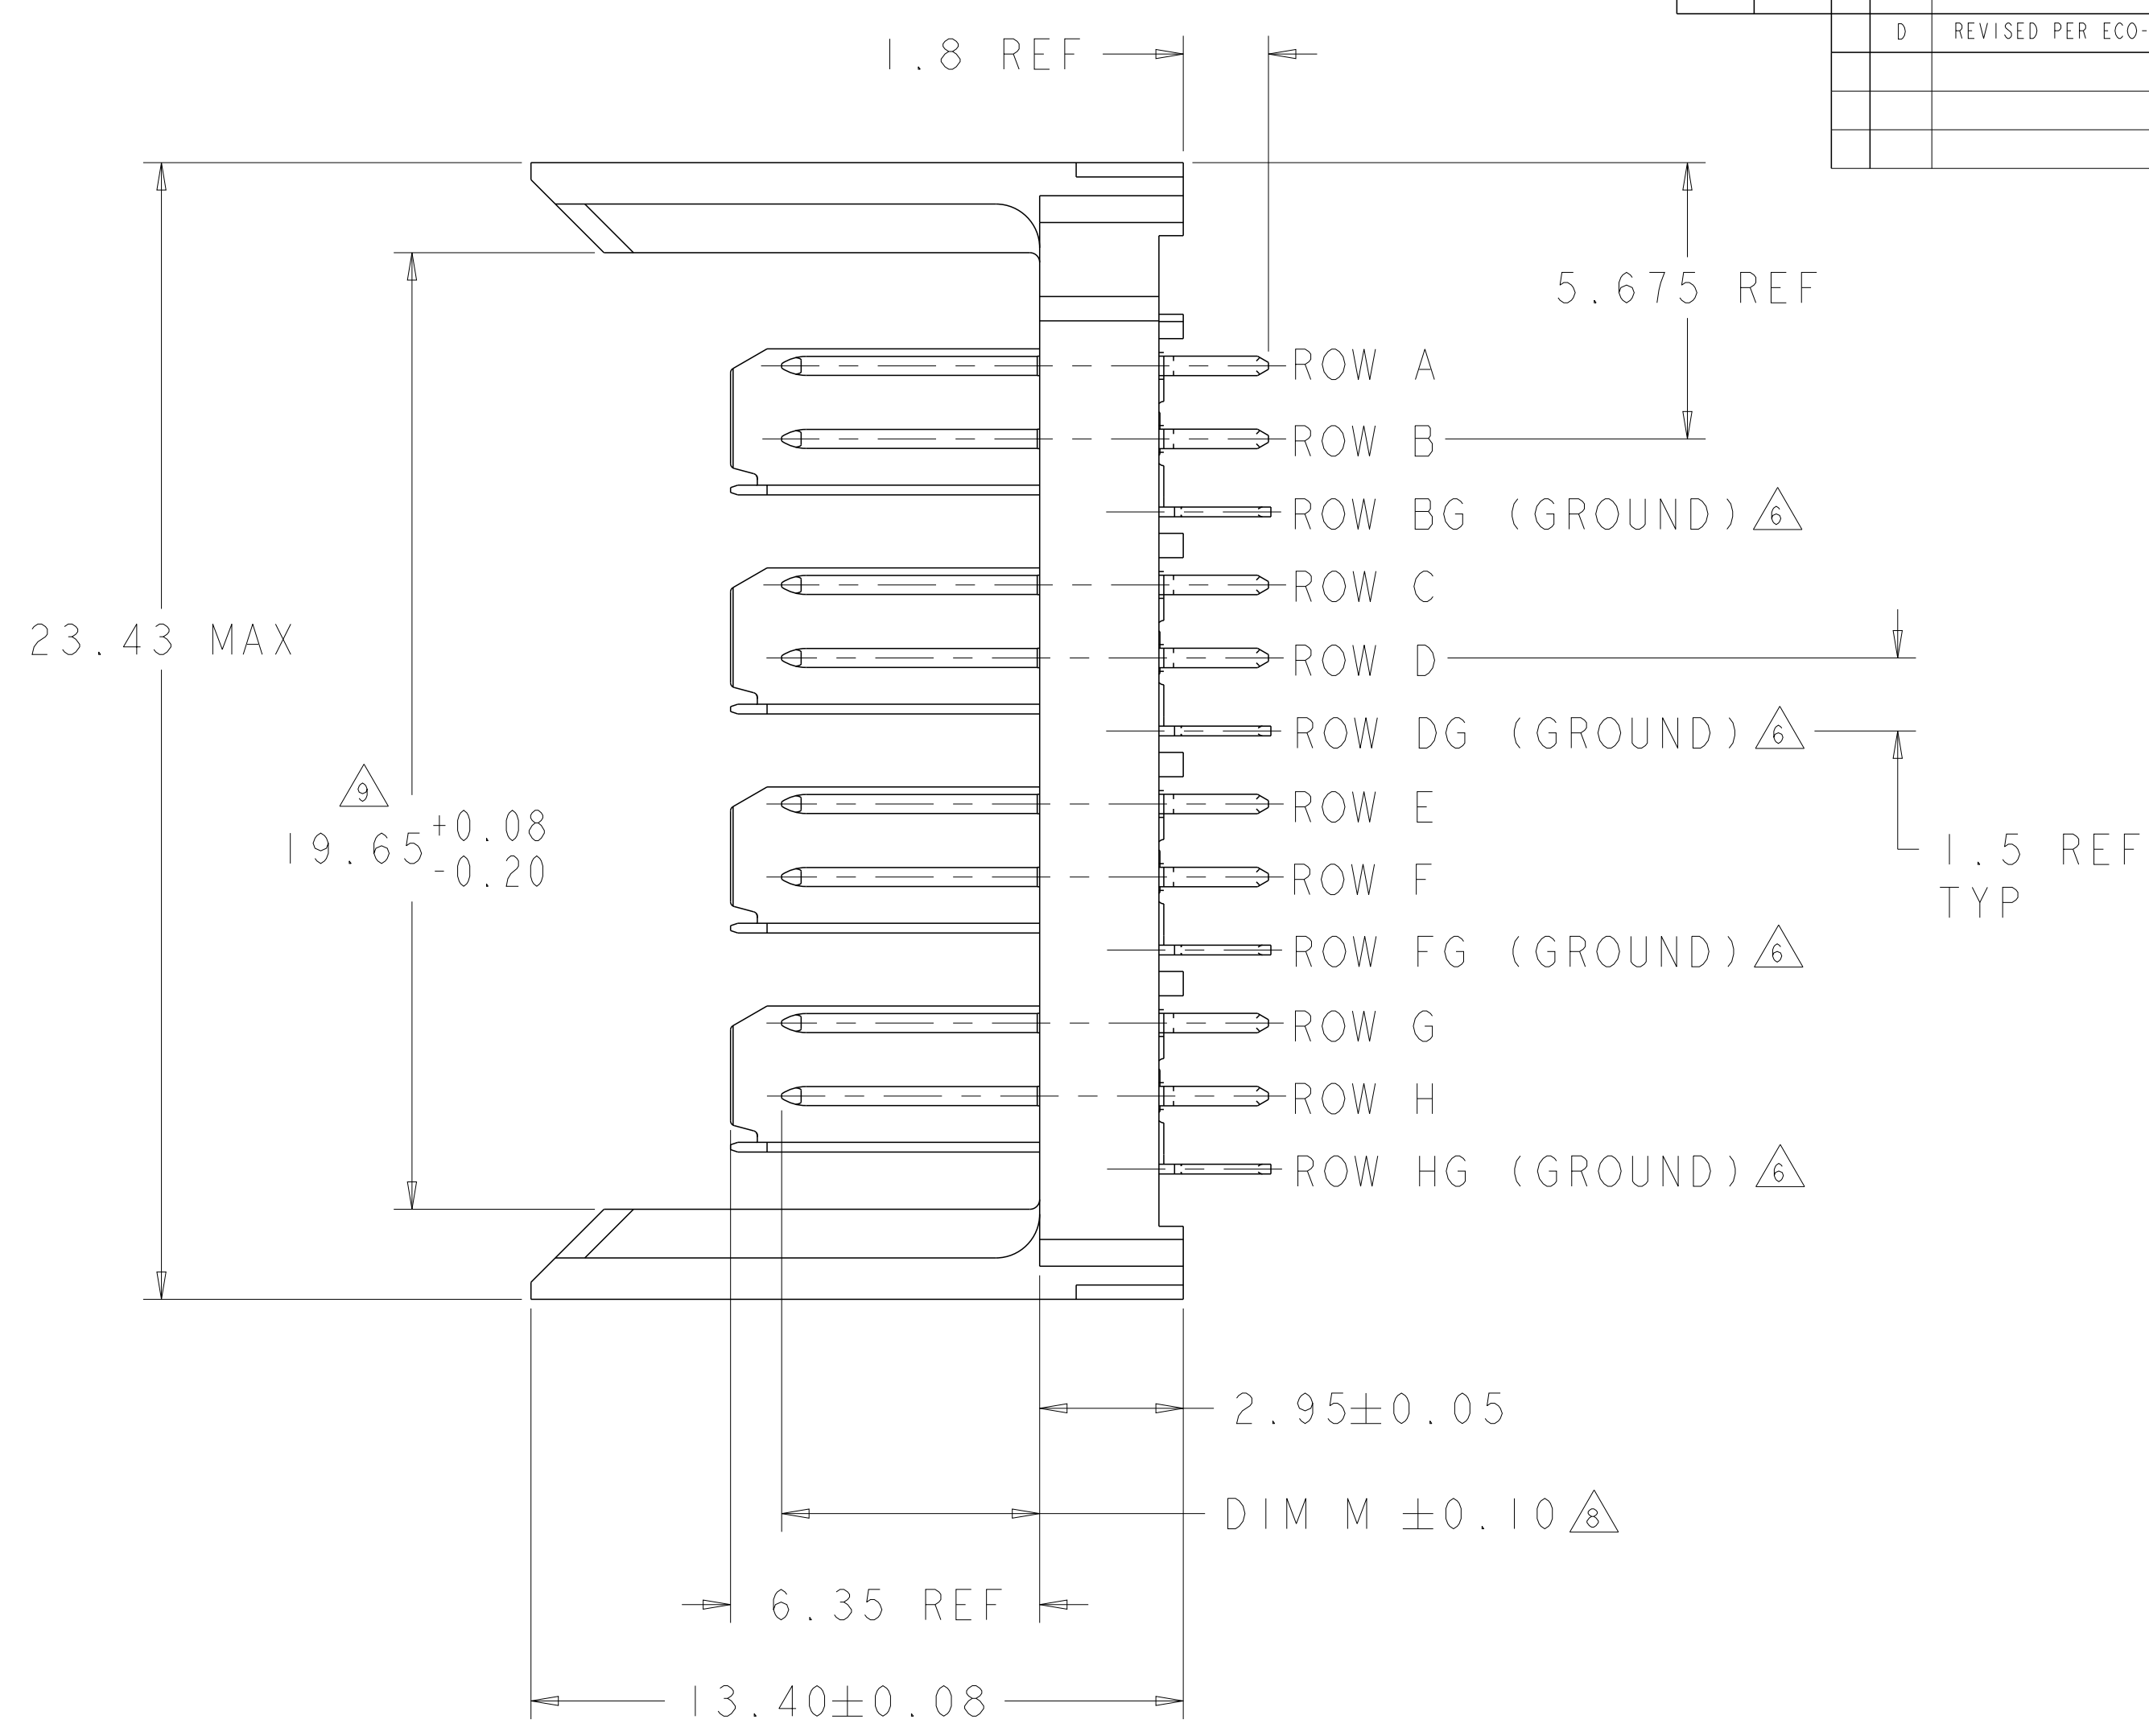 D REVISED PER ECO-
1.8 REF
5.675 REF
ROW A
ROW B
ROW BG (GROUND) 6
ROW C
23.43 MAX
ROW D
ROW DG (GROUND) 6
9
ROW E
19.65 +0.08
-0.20
1.5 REF
TYP
ROW F
ROW FG (GROUND) 6
ROW G
ROW H
ROW HG (GROUND) 6
2.95±0.05
DIM M ±0.10 8
6.35 REF
13.40±0.08